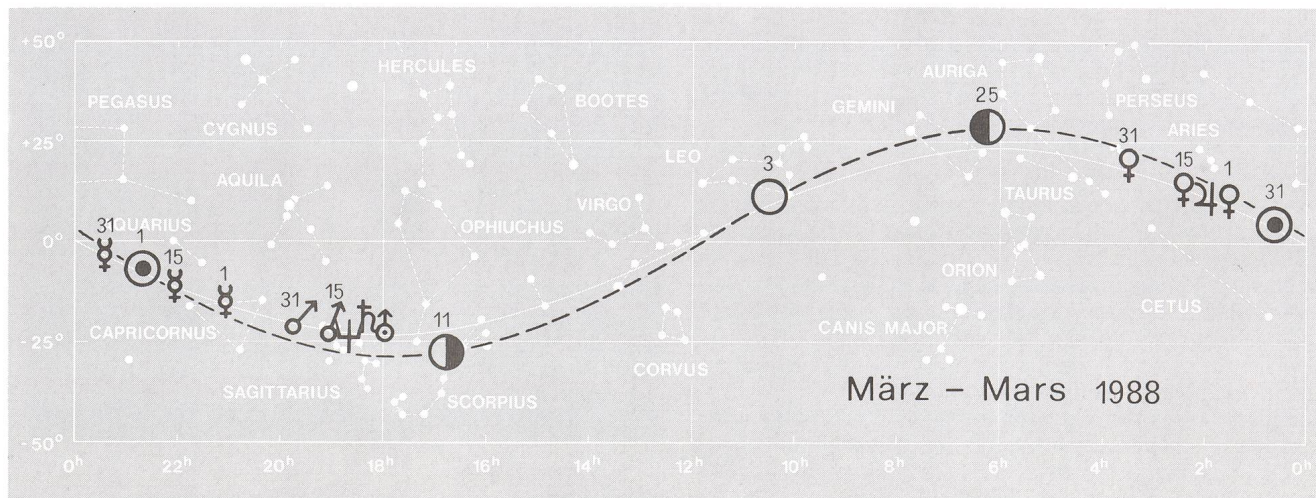 +50°
HERCULES
AURIGA
25
PEGASUS
BOOTES
GEMINI
PERSEUS
CYGNUS
+25°
31
ARIES
LEO
3
15
1
AQUILA
TAURUS
31
VIRGO
31
1
AQUARIUS
OPHIUCHUS
0°
15
1
ORION
31
15
CETUS
11
CAPRICORNUS
CANIS MAJOR
-25°
CORVUS
SAGITTARIUS
SCORPIUS
März – Mars 1988
-50°
0h 22h 20h 18h 16h 14h 12h 10h 8h 6h 4h 2h 0h